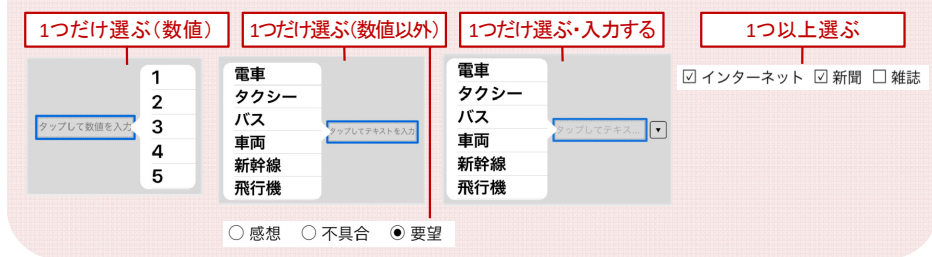 1つだけ選ぶ（数値）
1つだけ選ぶ（数値以外）
1つだけ選ぶ・入力する
1つ以上選ぶ
タップして数値を入力
1
2
3
4
5
電車
タクシー
バス
車両
新幹線
飛行機
タップしてテキストを入力
感想 不具合 要望
電車
タクシー
バス
車両
新幹線
飛行機
タップしてテキス...
インターネット 新聞 雑誌